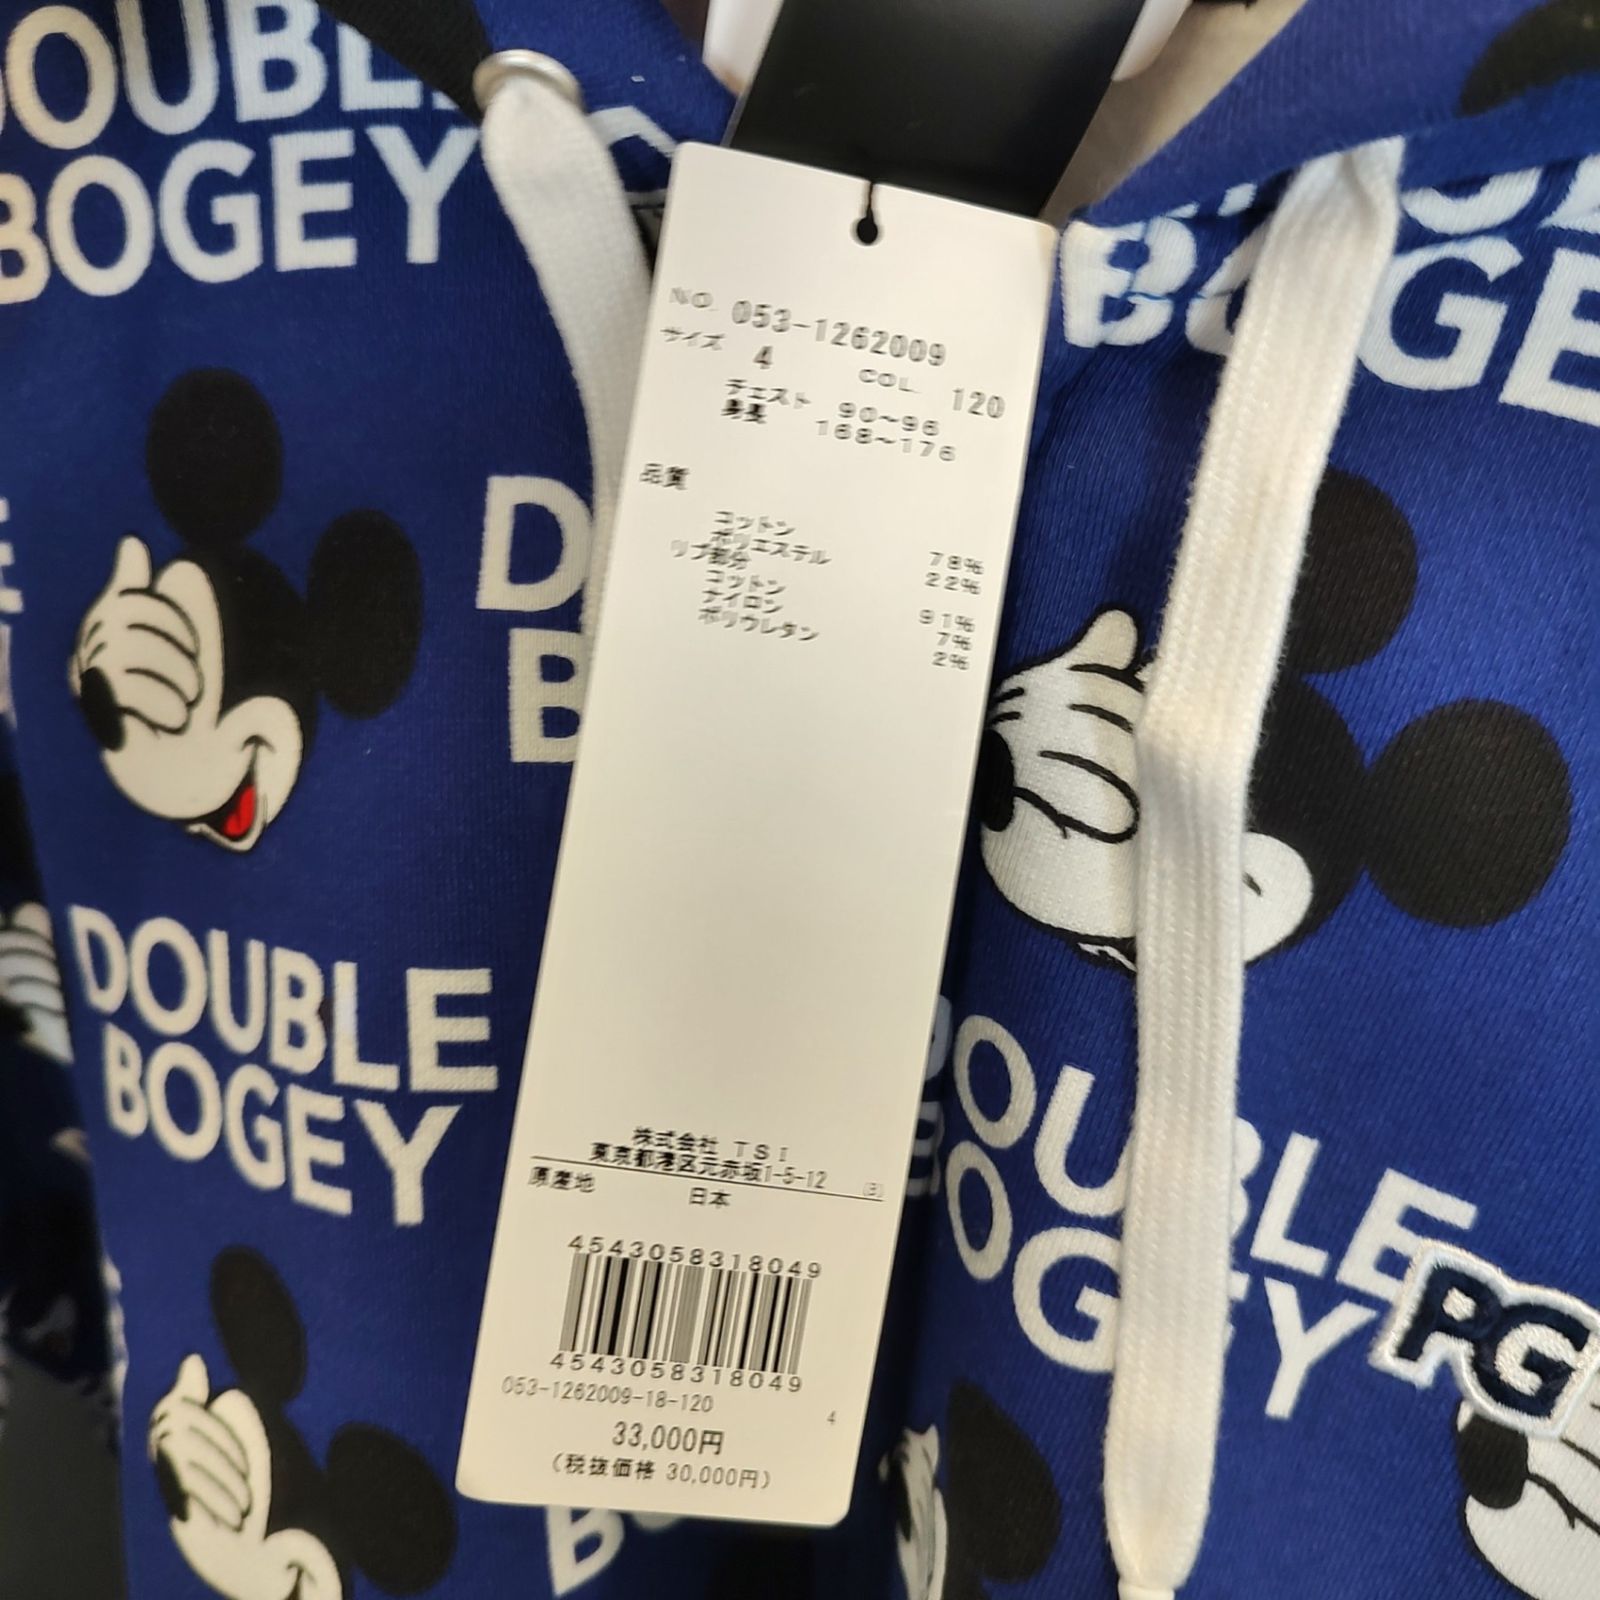 DOUBLE
BOGEY
NO. 053-1262009
サイズ 4 COL. 120
チェスト 90~96
身長 168~176
品質
コットン 78%
ポリエステル 22%
リブ部分
コットン 91%
ナイロン 7%
ポリウレタン 2%
株式会社 TSI
東京都港区元赤坂1-5-12 (3)
原産地 日本
4543058318049
4543058318049
053-1262009-18-120
4
33,000円
(税抜価格 30,000円)
DOUBLE
BOGEY
D
B
DOUBLE
BOGEY
BOGE
OUBLE
BOGEY
PG